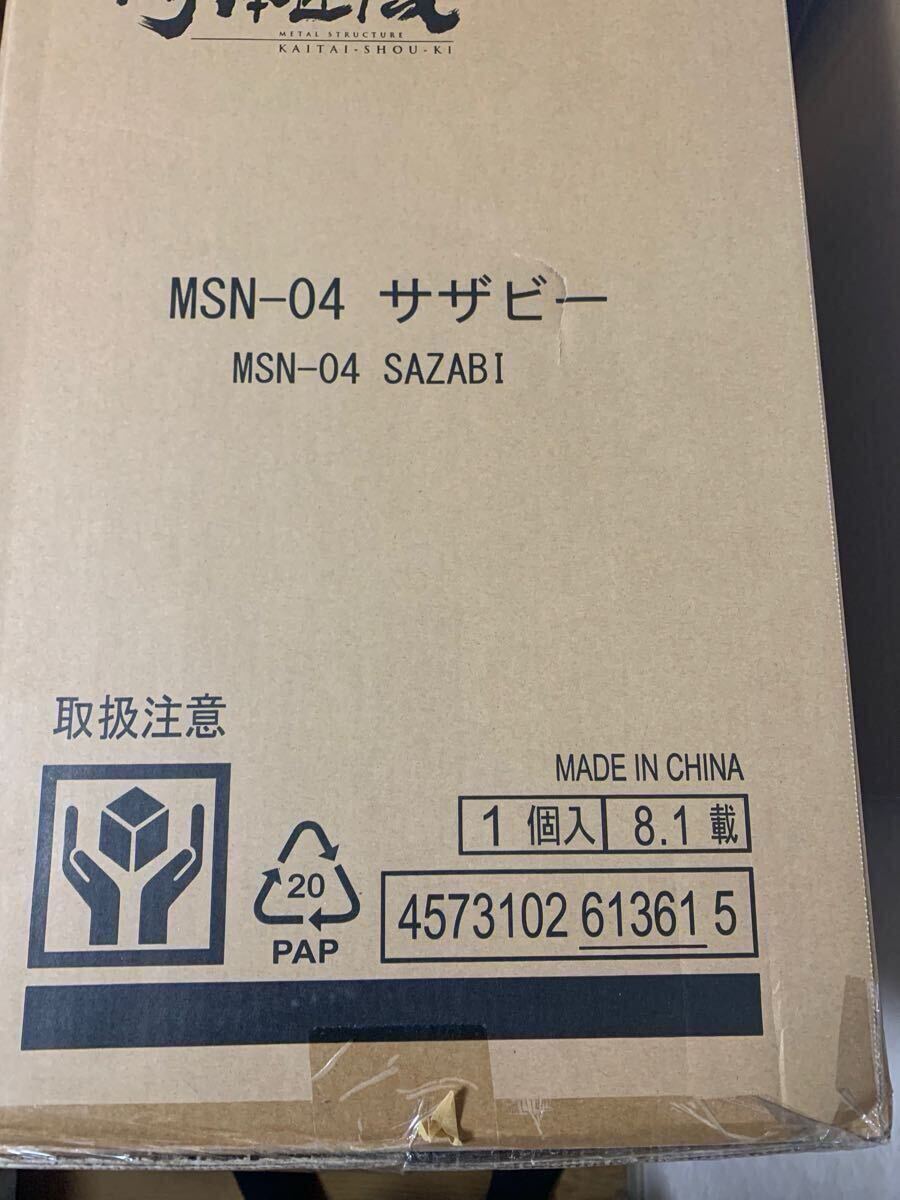 METAL STRUCTURE
KAITAI-SHOU-KI
MSN-04 サザビー
MSN-04 SAZABI
取扱注意
MADE IN CHINA
1 個入 8.1 載
20
PAP
4573102 61361 5